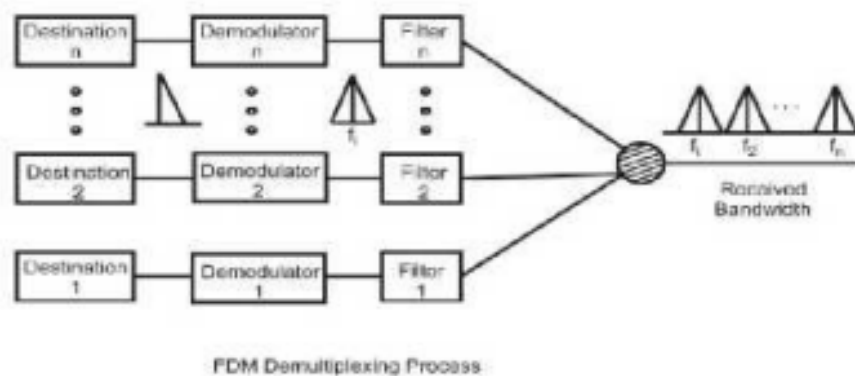 Destination
n
Demodulator
n
Filter
n
fᵢ
. . .
f₁
f₂
fₙ
Destination
2
Demodulator
2
Filter
2
Received
Bandwidth
Destination
1
Demodulator
1
Filter
1
FDM Demultiplexing Process